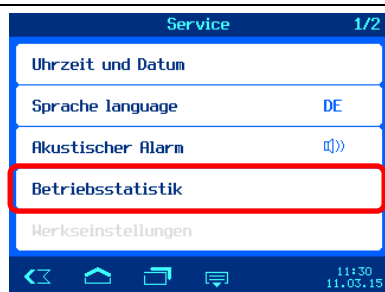 Service 1/2
Uhrzeit und Datum
Sprache language DE
Akustischer Alarm
Betriebsstatistik
Werkseinstellungen
11:30
11.03.15